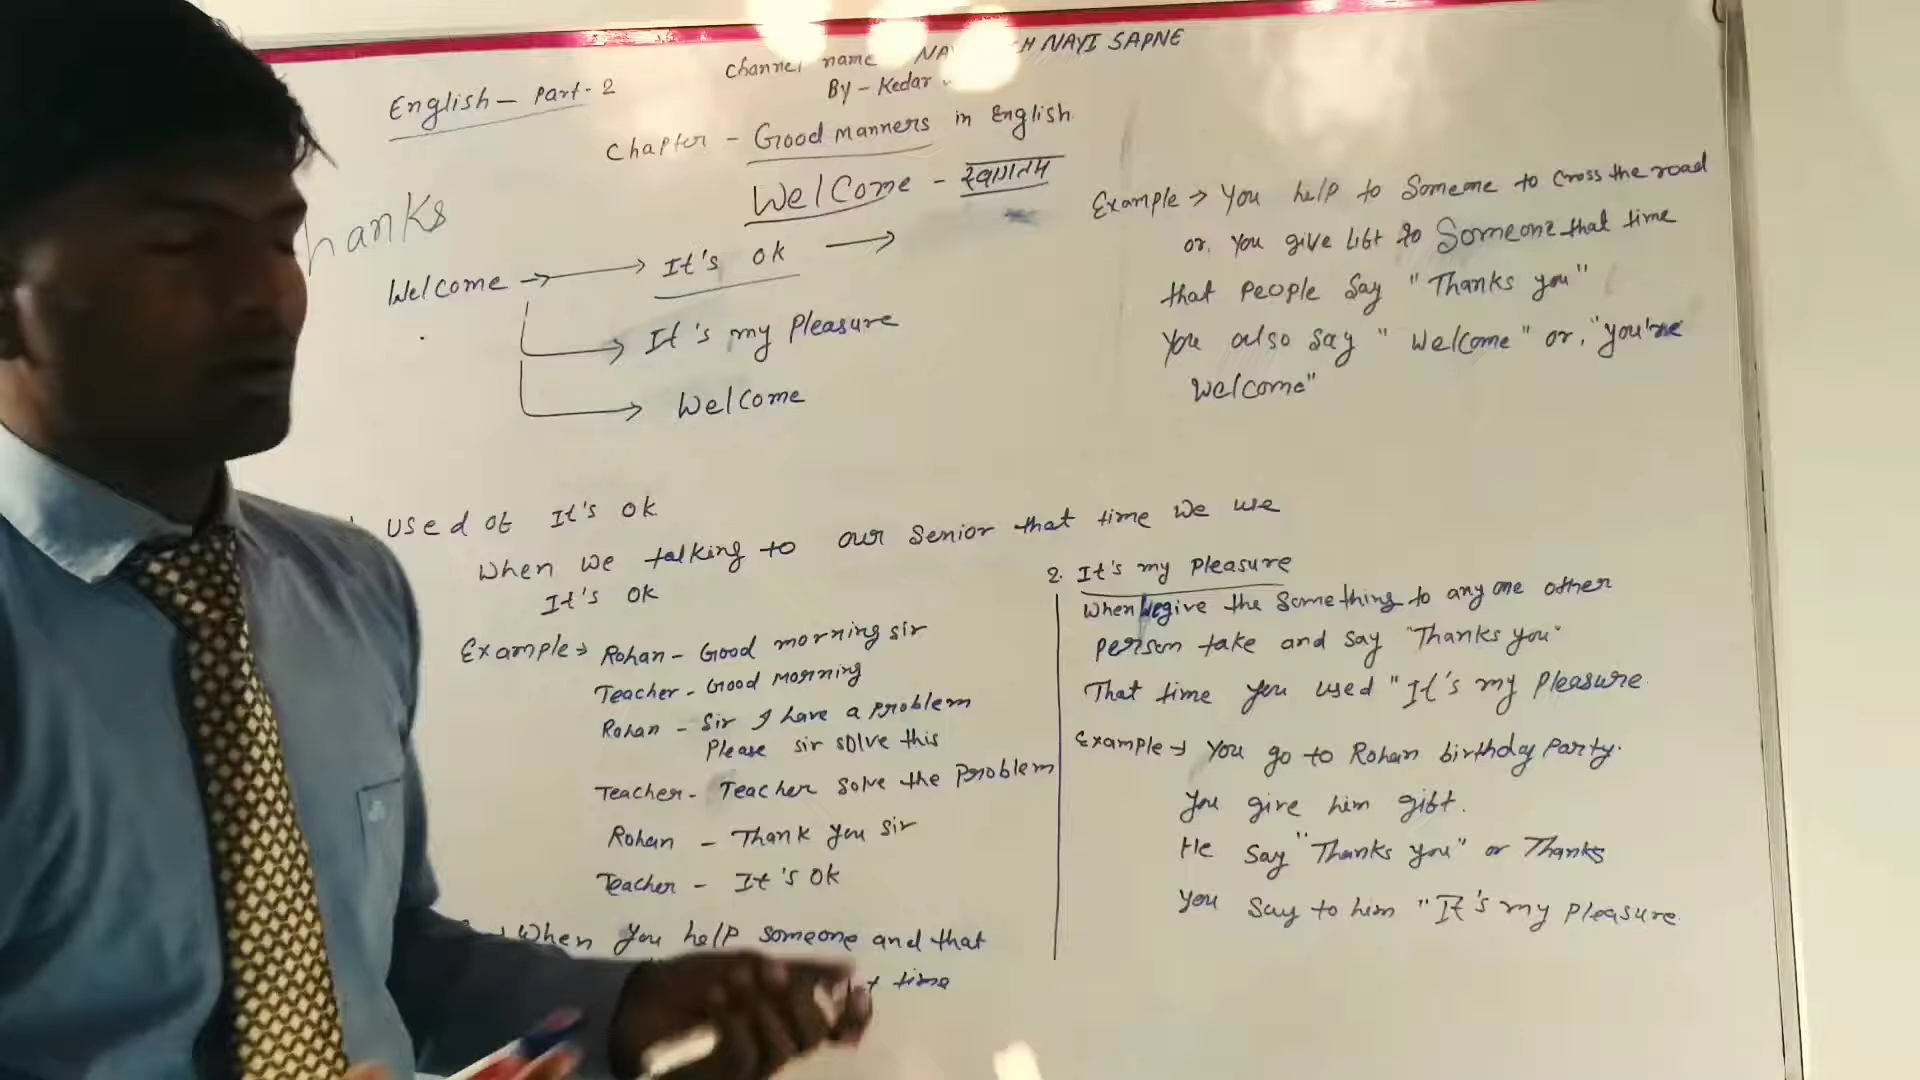 Channel name NA H NAYI SAPNE
By - Kedar
English - Part-2
Chapter - Good manners in English
Welcome - स्वागतम
hanks
Welcome → It's ok →
It's my pleasure
Welcome
Example → You help to Someone to cross the road
or, you give lift to Someone that time
that people say "Thanks you"
You also say "Welcome" or, "you're
welcome"
Used of It's ok
When we talking to our Senior that time we use
It's ok
Example → Rohan - Good morning sir
Teacher - Good morning
Rohan - Sir I have a problem
Please sir solve this
Teacher - Teacher solve the problem
Rohan - Thank you sir
Teacher - It's ok
When you help someone and that
time
2. It's my pleasure
When we give the something to any one other
person take and say "Thanks you"
That time you used "It's my pleasure
Example → You go to Rohan birthday party.
You give him gift.
He say "Thanks you" or Thanks
You say to him "It's my pleasure